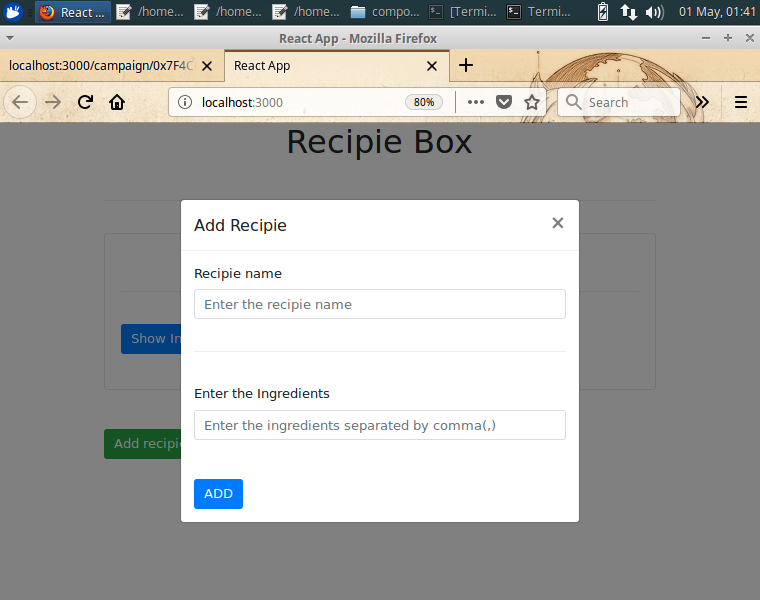 React ...
/home...
/home...
/home...
compo...
[Termi...
Termi...
01 May, 01:41
React App - Mozilla Firefox
localhost:3000/campaign/0x7F4C
React App
localhost:3000
80%
Search
Recipie Box
Add Recipie
Recipie name
Enter the recipie name
Show In
Enter the Ingredients
Enter the ingredients separated by comma(,)
Add recipie
ADD